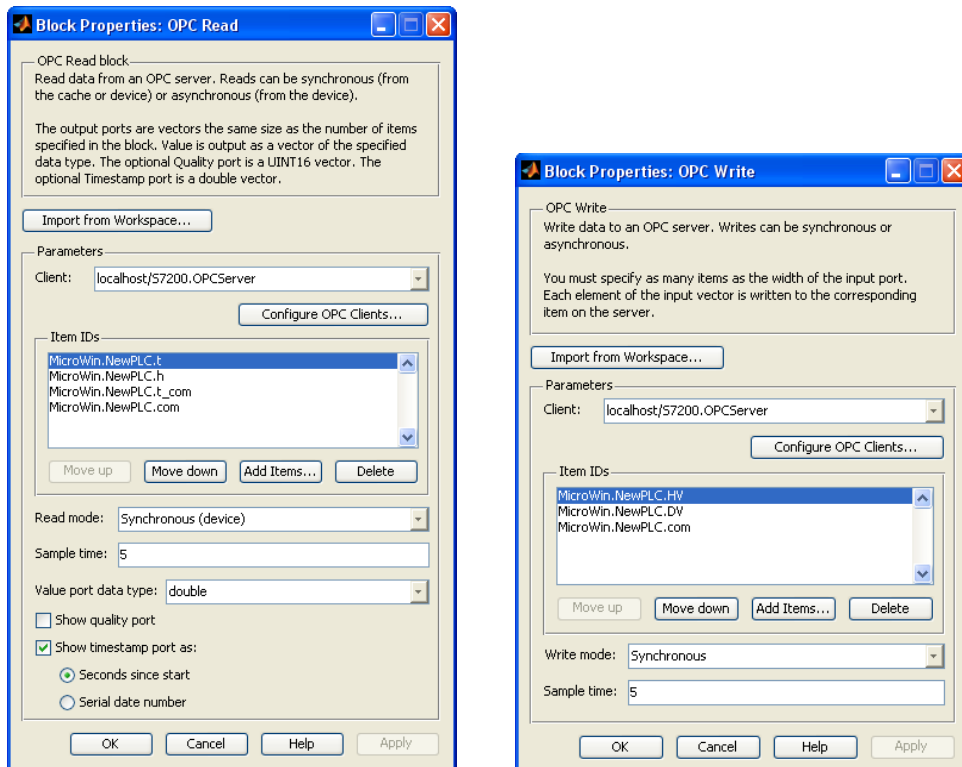 Block Properties: OPC Read
OPC Read block
Read data from an OPC server. Reads can be synchronous (from
the cache or device) or asynchronous (from the device).
The output ports are vectors the same size as the number of items
specified in the block. Value is output as a vector of the specified
data type. The optional Quality port is a UINT16 vector. The
optional Timestamp port is a double vector.
Import from Workspace...
Parameters
Client: localhost/S7200.OPCServer
Configure OPC Clients...
Item IDs
MicroWin.NewPLC.t
MicroWin.NewPLC.h
MicroWin.NewPLC.t_com
MicroWin.NewPLC.com
Move up Move down Add Items... Delete
Read mode: Synchronous (device)
Sample time: 5
Value port data type: double
Show quality port
Show timestamp port as:
Seconds since start
Serial date number
OK Cancel Help Apply
Block Properties: OPC Write
OPC Write
Write data to an OPC server. Writes can be synchronous or
asynchronous.
You must specify as many items as the width of the input port.
Each element of the input vector is written to the corresponding
item on the server.
Import from Workspace...
Parameters
Client: localhost/S7200.OPCServer
Configure OPC Clients...
Item IDs
MicroWin.NewPLC.HV
MicroWin.NewPLC.DV
MicroWin.NewPLC.com
Move up Move down Add Items... Delete
Write mode: Synchronous
Sample time: 5
OK Cancel Help Apply